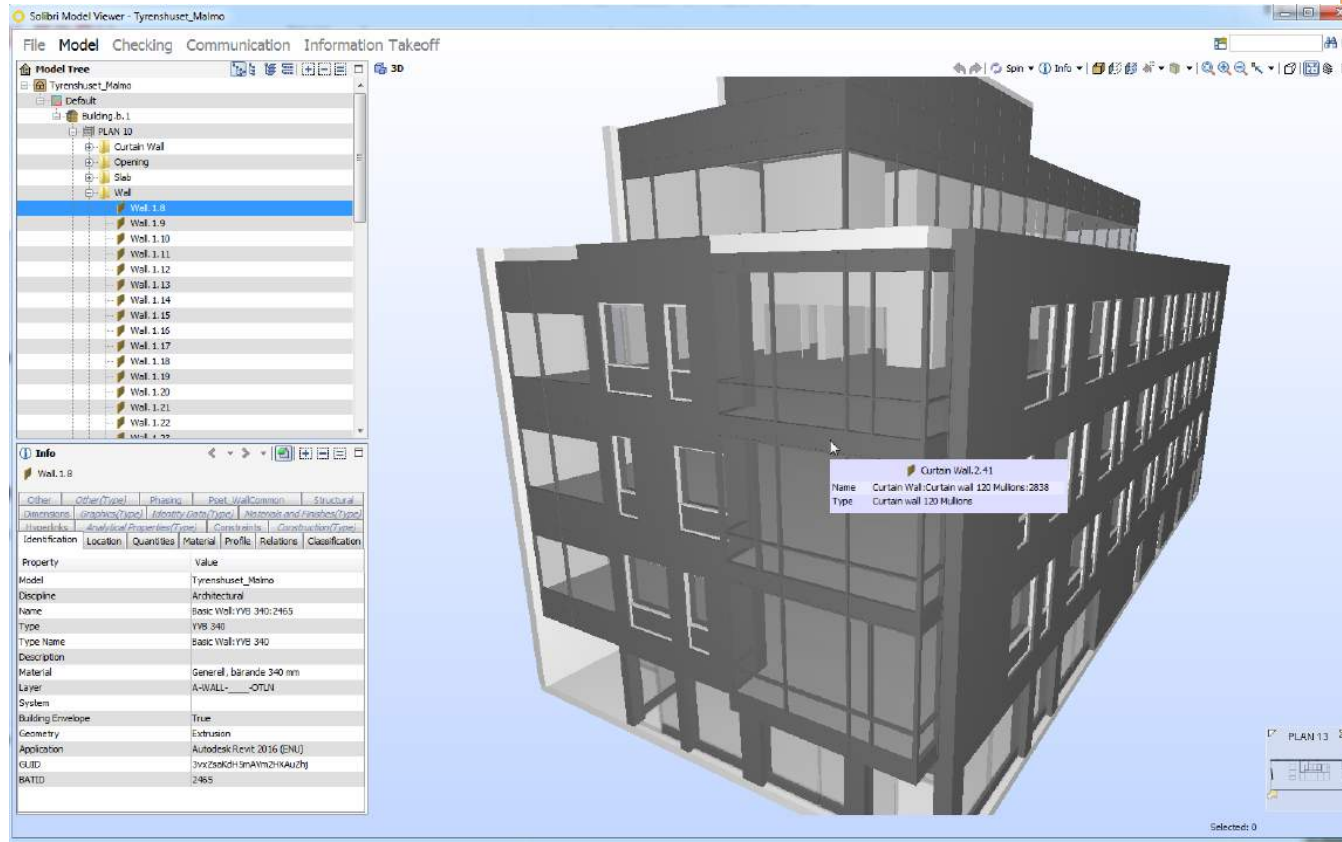 Solibri Model Viewer - Tyrenshuset_Malmo
File Model Checking Communication Information Takeoff
Model Tree
3D
Spin
Info
Tyrenshuset_Malmo
Default
Building.b.1
PLAN 10
Curtain Wall
Opening
Slab
Wall
Wall.1.8
Wall.1.9
Wall.1.10
Wall.1.11
Wall.1.12
Wall.1.13
Wall.1.14
Wall.1.15
Wall.1.16
Wall.1.17
Wall.1.18
Wall.1.19
Wall.1.20
Wall.1.21
Wall.1.22
Wall.1.23
Info
Wall.1.8
Other Other(Type) Phasing Pset_WallCommon Structural
Dimensions Graphics(Type) Identity Data(Type) Materials and Finishes(Type)
Hyperlinks Analytical Properties(Type) Constraints Construction(Type)
Identification Location Quantities Material Profile Relations Classification
Property Value
Model Tyrenshuset_Malmo
Discipline Architectural
Name Basic Wall:YVB 340:2465
Type YVB 340
Type Name Basic Wall:YVB 340
Description
Material Generell, bärande 340 mm
Layer A-WALL-____-OTLN
System
Building Envelope True
Geometry Extrusion
Application Autodesk Revit 2016 (ENU)
GUID
BATID 2465
Curtain Wall.2.41
Name Curtain Wall:Curtain wall 120 Mullions:2838
Type Curtain wall 120 Mullions
PLAN 13
Selected: 0